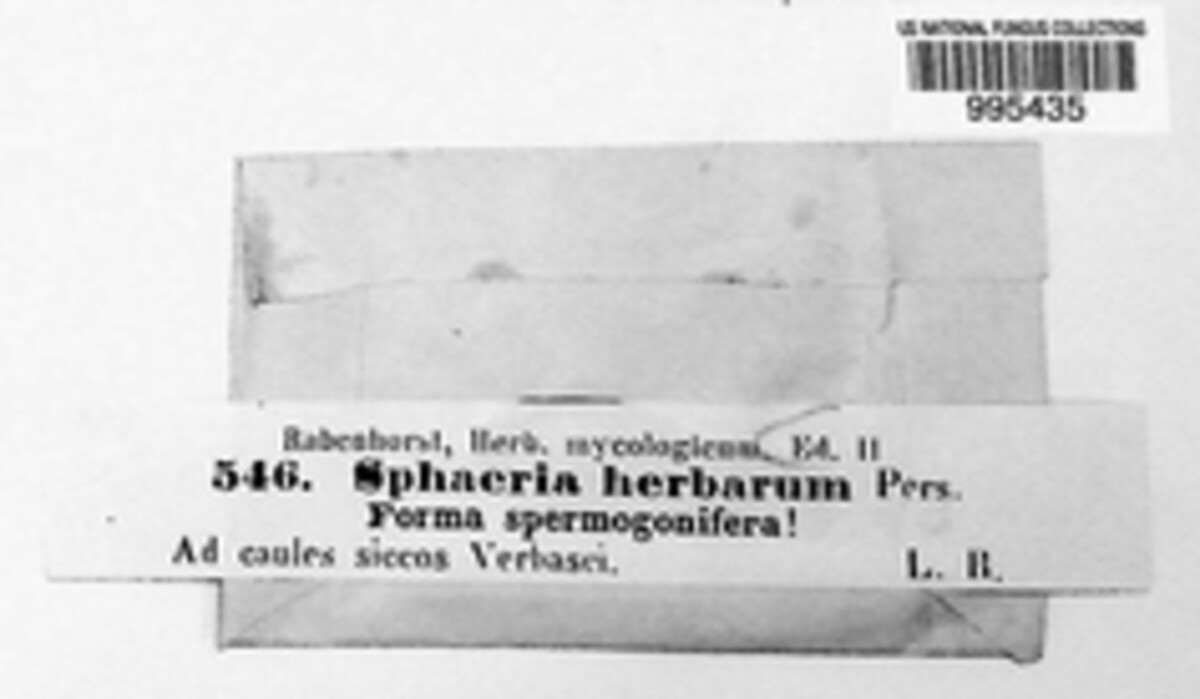 US NATIONAL FUNGUS COLLECTIONS
995435
Rabenhorst, Herb. mycologicum. Ed. II
546. Sphaeria herbarum Pers.
Forma spermogonifera!
Ad caules siccos Verbasci.
L. R.